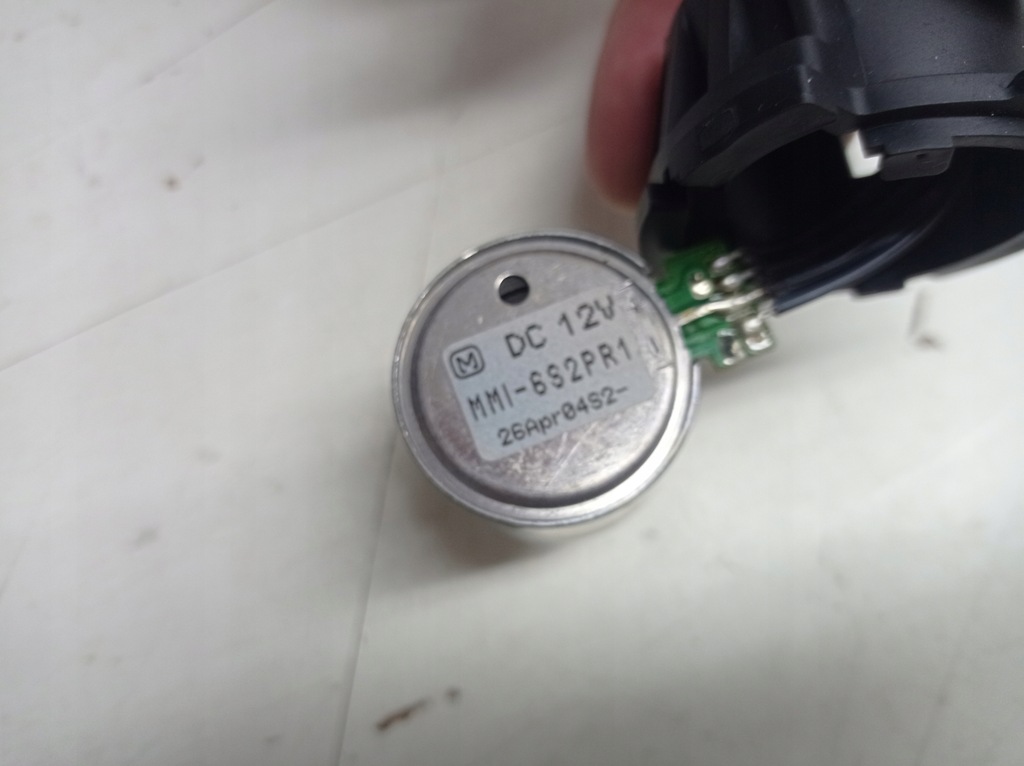 M DC 12V +
MMI-6S2PR1
26Apr04S2-